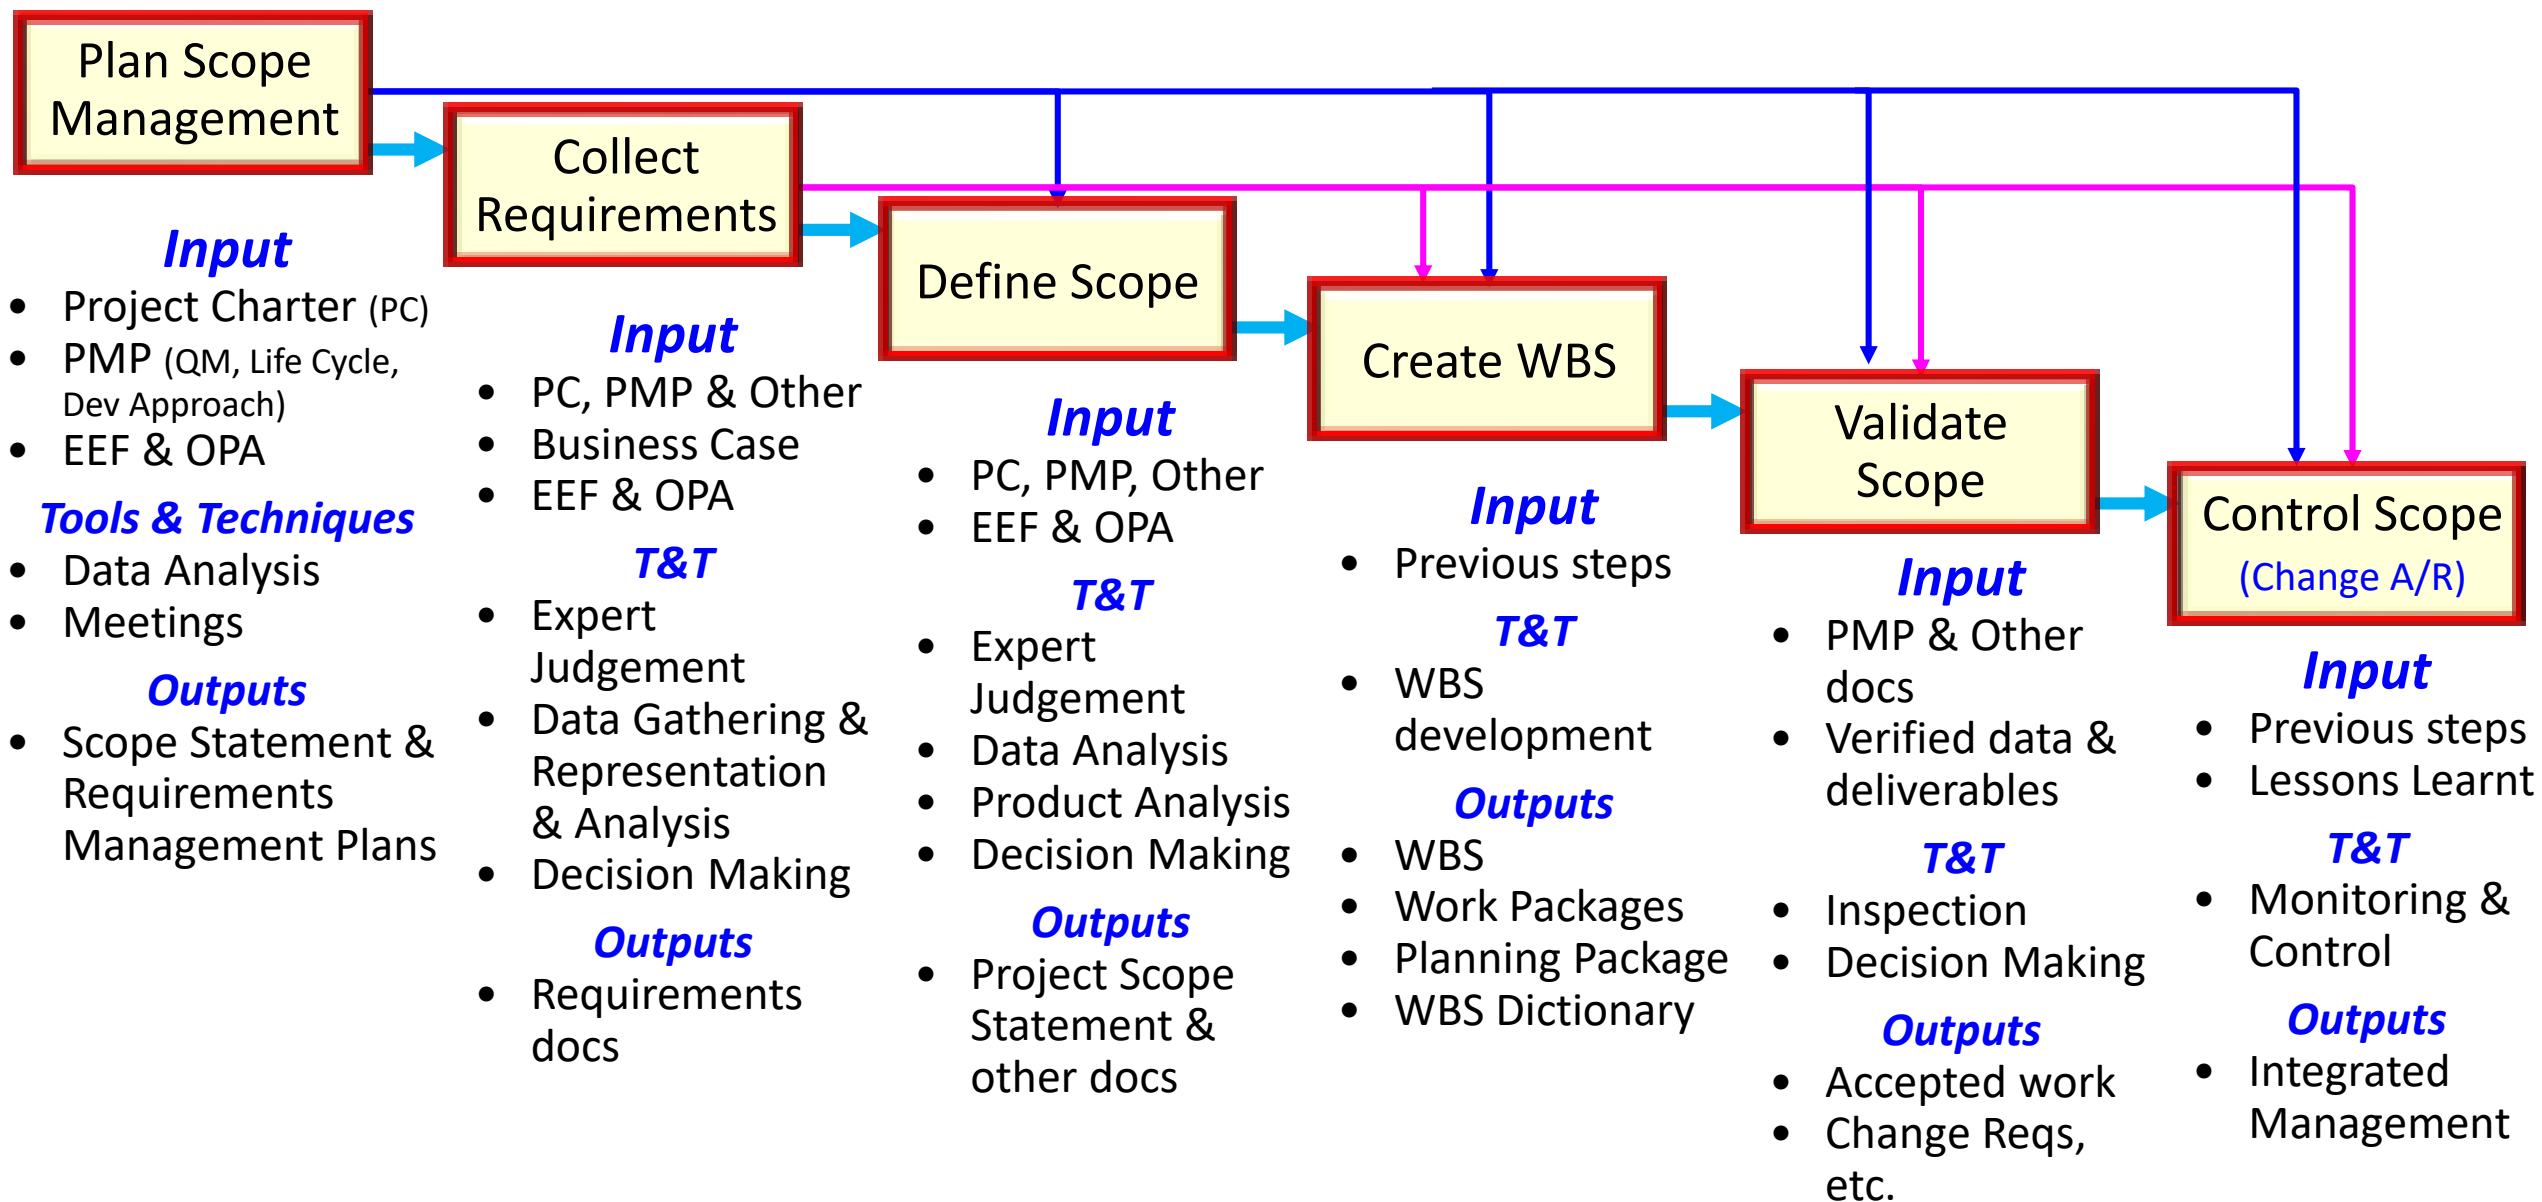 Plan Scope
Management
Input
• Project Charter (PC)
• PMP (QM, Life Cycle,
Dev Approach)
• EEF & OPA
Tools & Techniques
• Data Analysis
• Meetings
Outputs
• Scope Statement &
Requirements
Management Plans
Collect
Requirements
Input
• PC, PMP & Other
• Business Case
• EEF & OPA
T&T
• Expert
Judgement
• Data Gathering &
Representation
& Analysis
• Decision Making
Outputs
• Requirements
docs
Define Scope
Input
• PC, PMP, Other
• EEF & OPA
T&T
• Expert
Judgement
• Data Analysis
• Product Analysis
• Decision Making
Outputs
• Project Scope
Statement &
other docs
Create WBS
Input
• Previous steps
T&T
• WBS
development
Outputs
• WBS
• Work Packages
• Planning Package
• WBS Dictionary
Validate
Scope
Input
• PMP & Other
docs
• Verified data &
deliverables
T&T
• Inspection
• Decision Making
Outputs
• Accepted work
• Change Reqs,
etc.
Control Scope
(Change A/R)
Input
• Previous steps
• Lessons Learnt
T&T
• Monitoring &
Control
Outputs
• Integrated
Management